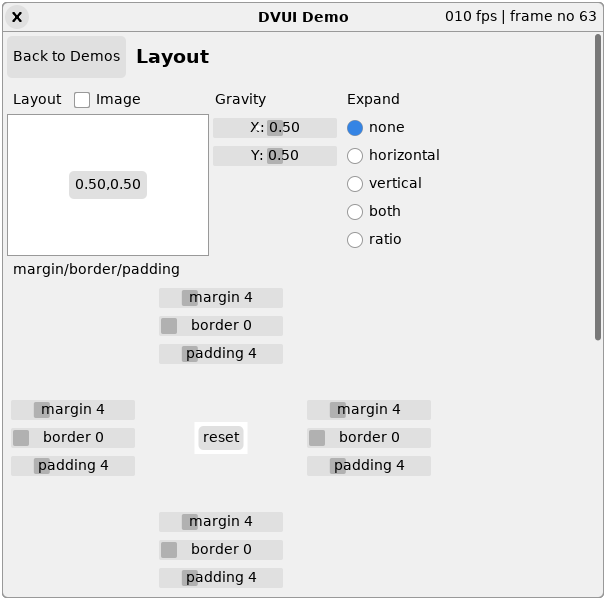 X DVUI Demo 010 fps | frame no 63
Back to Demos Layout
Layout Image Gravity Expand
X: 0.50 none
Y: 0.50 horizontal
0.50,0.50 vertical
both
ratio
margin/border/padding
margin 4
border 0
padding 4
margin 4 margin 4
border 0 reset border 0
padding 4 padding 4
margin 4
border 0
padding 4